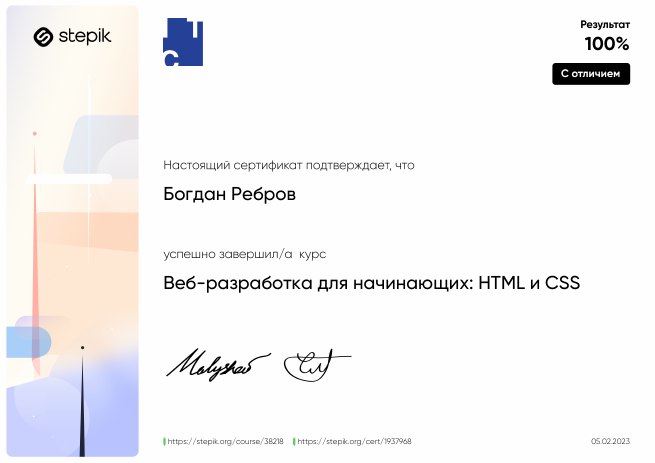 stepik
Результат
100%
С отличием
Настоящий сертификат подтверждает, что
Богдан Ребров
успешно завершил/а курс
Веб-разработка для начинающих: HTML и CSS
https://stepik.org/course/38218 https://stepik.org/cert/1937968
05.02.2023